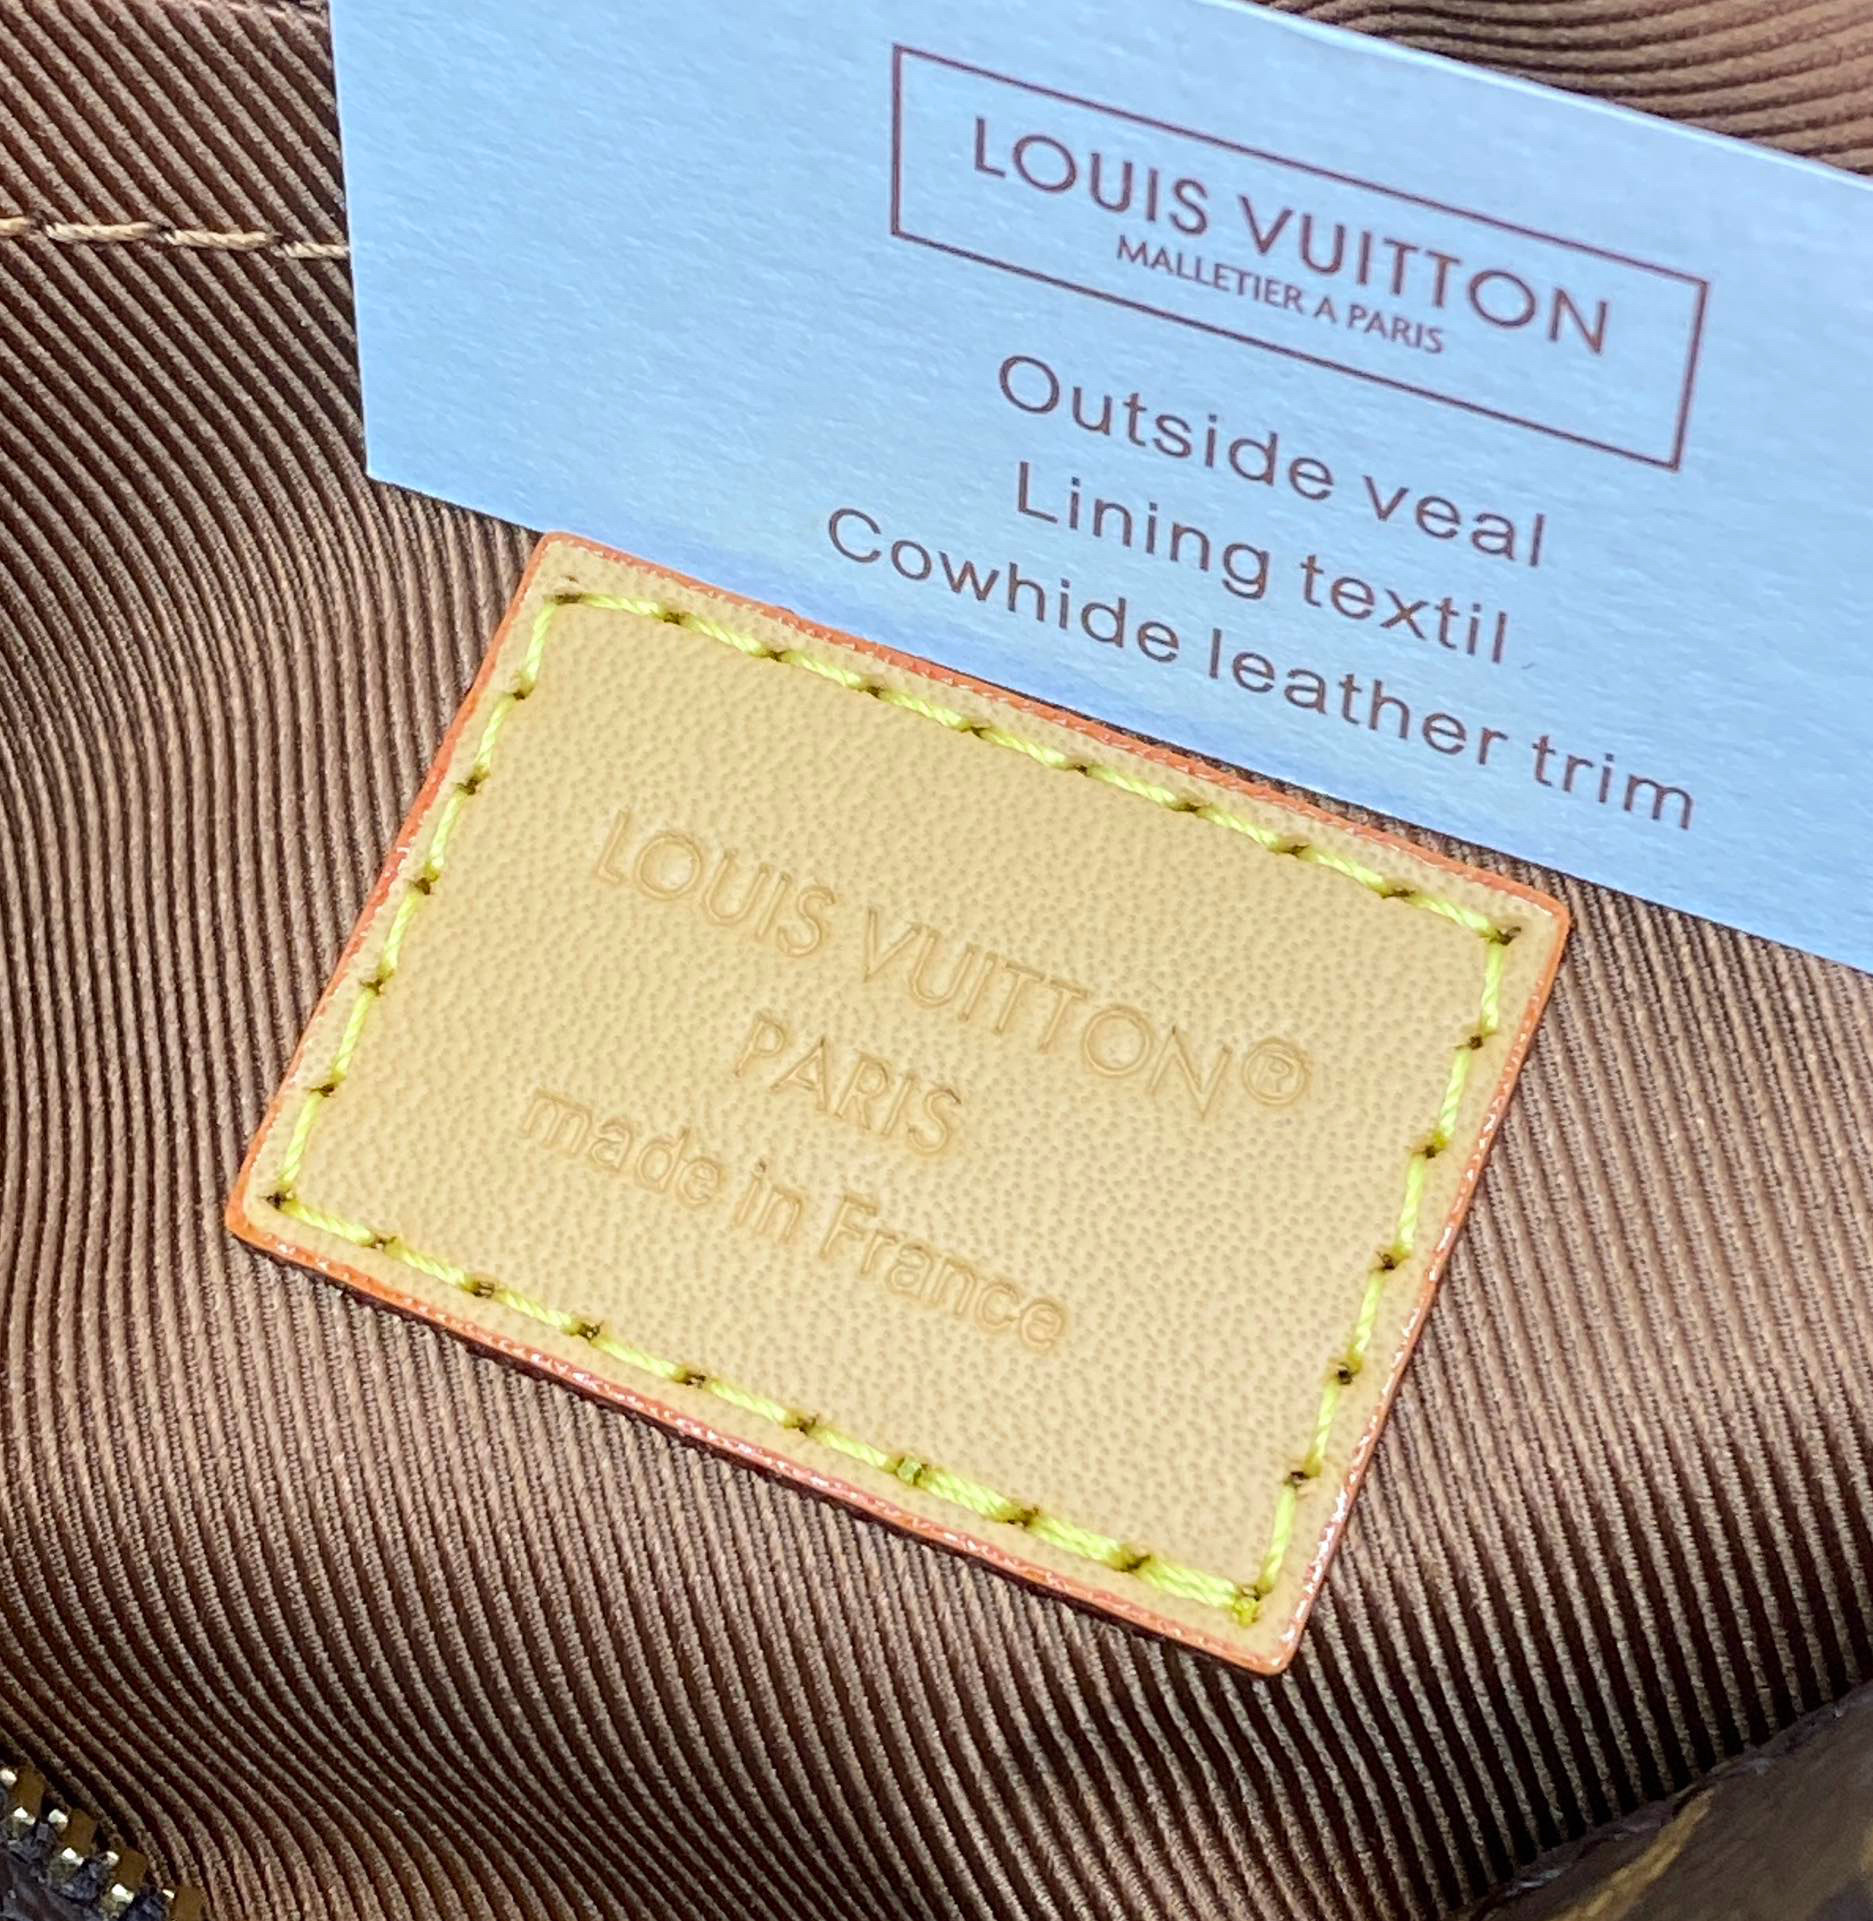 LOUIS VUITTON
MALLETIER A PARIS
Outside veal
Lining textil
Cowhide leather trim
LOUIS VUITTON®
PARIS
made in France